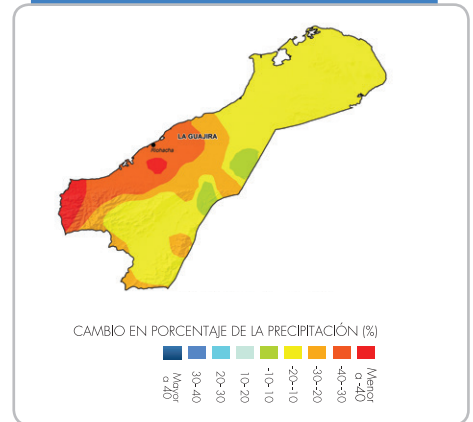 LA GUAJIRA
Riohacha
CAMBIO EN PORCENTAJE DE LA PRECIPITACIÓN (%)
Mayor a 40
30-40
20-30
10-20
-10-10
-20--10
-30--20
-40--30
Menor a -40